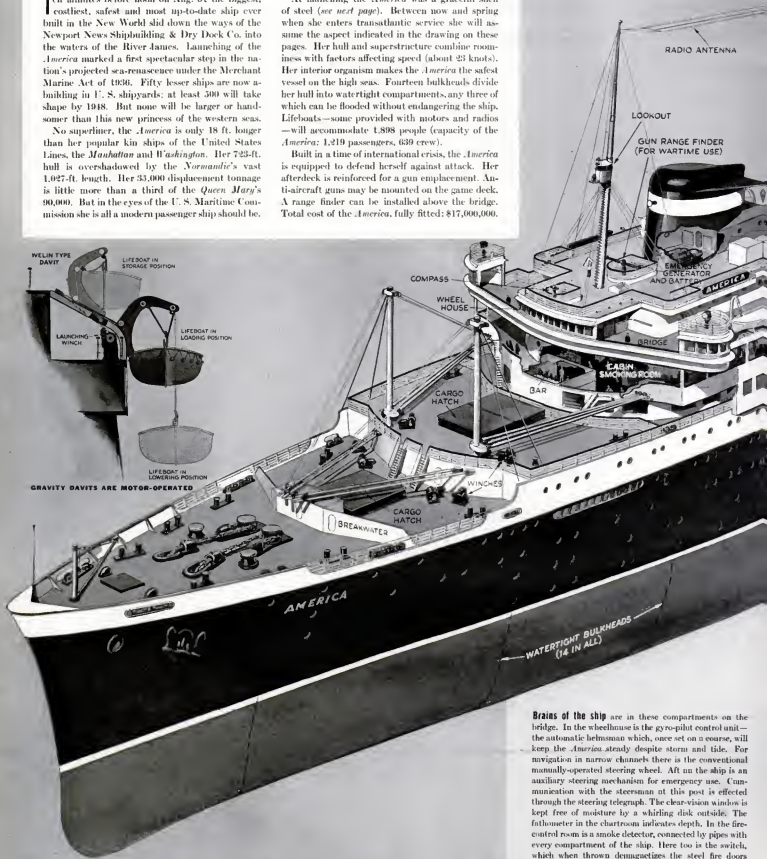 ten minutes before noon on Aug. 31 the biggest,
costliest, safest and most up-to-date ship ever
built in the New World slid down the ways of the
Newport News Shipbuilding & Dry Dock Co. into
the waters of the River James. Launching of the
America marked a first spectacular step in the na-
tion's projected sea-renascence under the Merchant
Marine Act of 1936. Fifty lesser ships are now a-
building in U. S. shipyards; at least 500 will take
shape by 1948. But none will be larger or hand-
somer than this new princess of the western seas.
No superliner, the America is only 18 ft. longer
than her popular kin ships of the United States
Lines, the Manhattan and Washington. Her 723-ft.
hull is overshadowed by the Normandie's vast
1,027-ft. length. Her 35,000 displacement tonnage
is little more than a third of the Queen Mary's
90,000. But in the eyes of the U. S. Maritime Com-
mission she is all a modern passenger ship should be.
At launching the America was a graceful shell
of steel (see next page). Between now and spring
when she enters transatlantic service she will as-
sume the aspect indicated in the drawing on these
pages. Her hull and superstructure combine room-
iness with factors affecting speed (about 23 knots).
Her interior organism makes the America the safest
vessel on the high seas. Fourteen bulkheads divide
her hull into watertight compartments, any three of
which can be flooded without endangering the ship.
Lifeboats—some provided with motors and radios
—will accommodate 1,898 people (capacity of the
America: 1,219 passengers, 639 crew).
Built in a time of international crisis, the America
is equipped to defend herself against attack. Her
afterdeck is reinforced for a gun emplacement. An-
ti-aircraft guns may be mounted on the game deck.
A range finder can be installed above the bridge.
Total cost of the America, fully fitted: $17,000,000.
RADIO ANTENNA
LOOKOUT
GUN RANGE FINDER
(FOR WARTIME USE)
WELIN TYPE
DAVIT
LIFEBOAT IN
STORAGE POSITION
LAUNCHING
WINCH
LIFEBOAT IN
LOADING POSITION
LIFEBOAT IN
LOWERING POSITION
GRAVITY DAVITS ARE MOTOR-OPERATED
COMPASS
WHEEL
HOUSE
EMERGENCY
GENERATOR
AND BATTERY
AMERICA
BRIDGE
CABIN
SMOKING ROOM
BAR
CARGO
HATCH
WINCHES
CARGO
HATCH
BREAKWATER
AMERICA
WATERTIGHT BULKHEADS
(14 IN ALL)
Brains of the ship are in these compartments on the
bridge. In the wheelhouse is the gyro-pilot control unit—
the automatic helmsman which, once set on a course, will
keep the America steady despite storm and tide. For
navigation in narrow channels there is the conventional
manually-operated steering wheel. Aft on the ship is an
auxiliary steering mechanism for emergency use. Com-
munication with the steersman at this post is effected
through the steering telegraph. The clear-vision window is
kept free of moisture by a whirling disk outside. The
fathometer in the chartroom indicates depth. In the fire-
control room is a smoke detector, connected by pipes with
every compartment of the ship. Here too is the switch,
which when thrown demagnetizes the steel fire doors